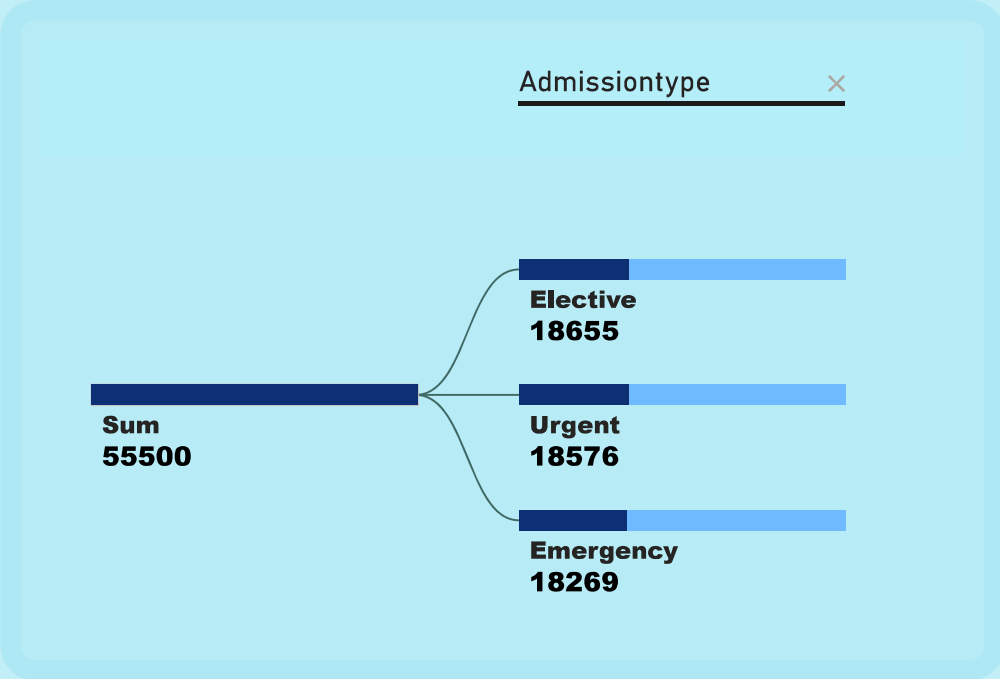 Admissiontype
Elective
18655
Sum
55500
Urgent
18576
Emergency
18269